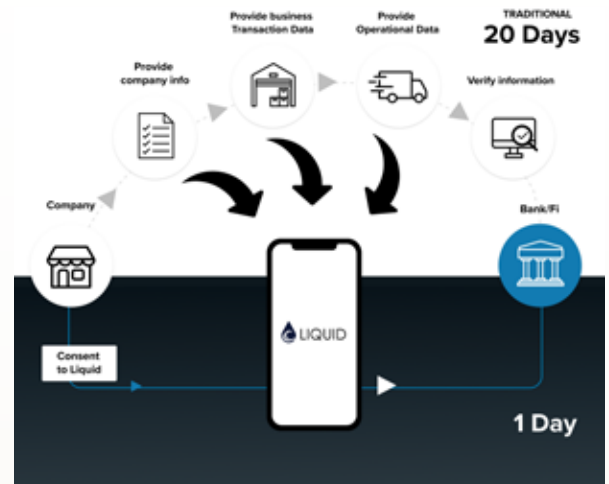 Provide business
Transaction Data
Provide
Operational Data
TRADITIONAL
20 Days
Provide
company info
Verify information
Company
Bank/Fi
LIQUID
Consent
to Liquid
1 Day